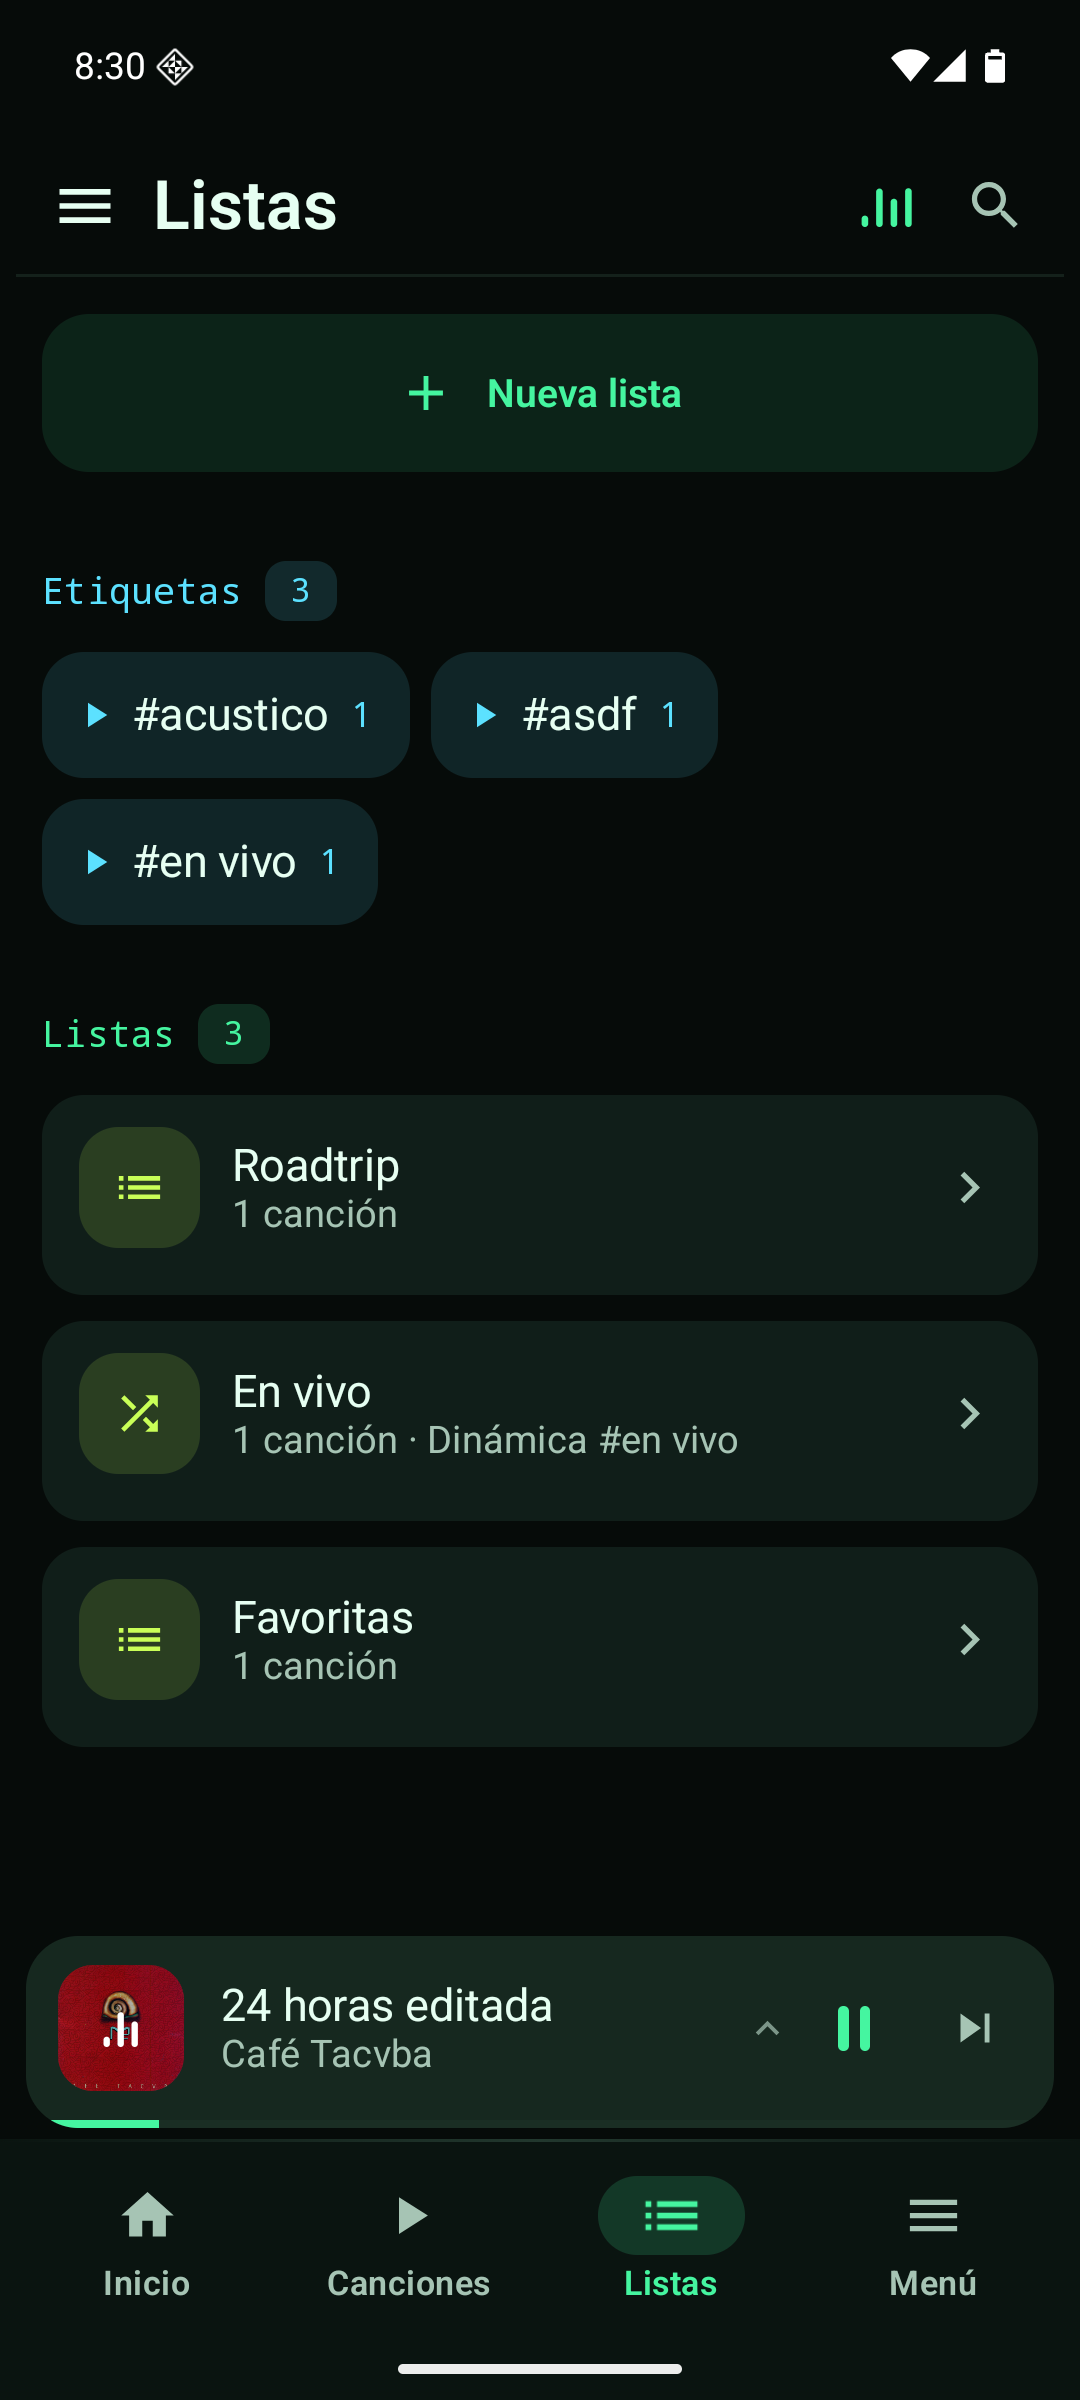 8:30
Listas
Nueva lista
Etiquetas 3
#acustico 1
#asdf 1
#en vivo 1
Listas 3
Roadtrip
1 canción
En vivo
1 canción · Dinámica #en vivo
Favoritas
1 canción
24 horas editada
Café Tacvba
Inicio
Canciones
Listas
Menú